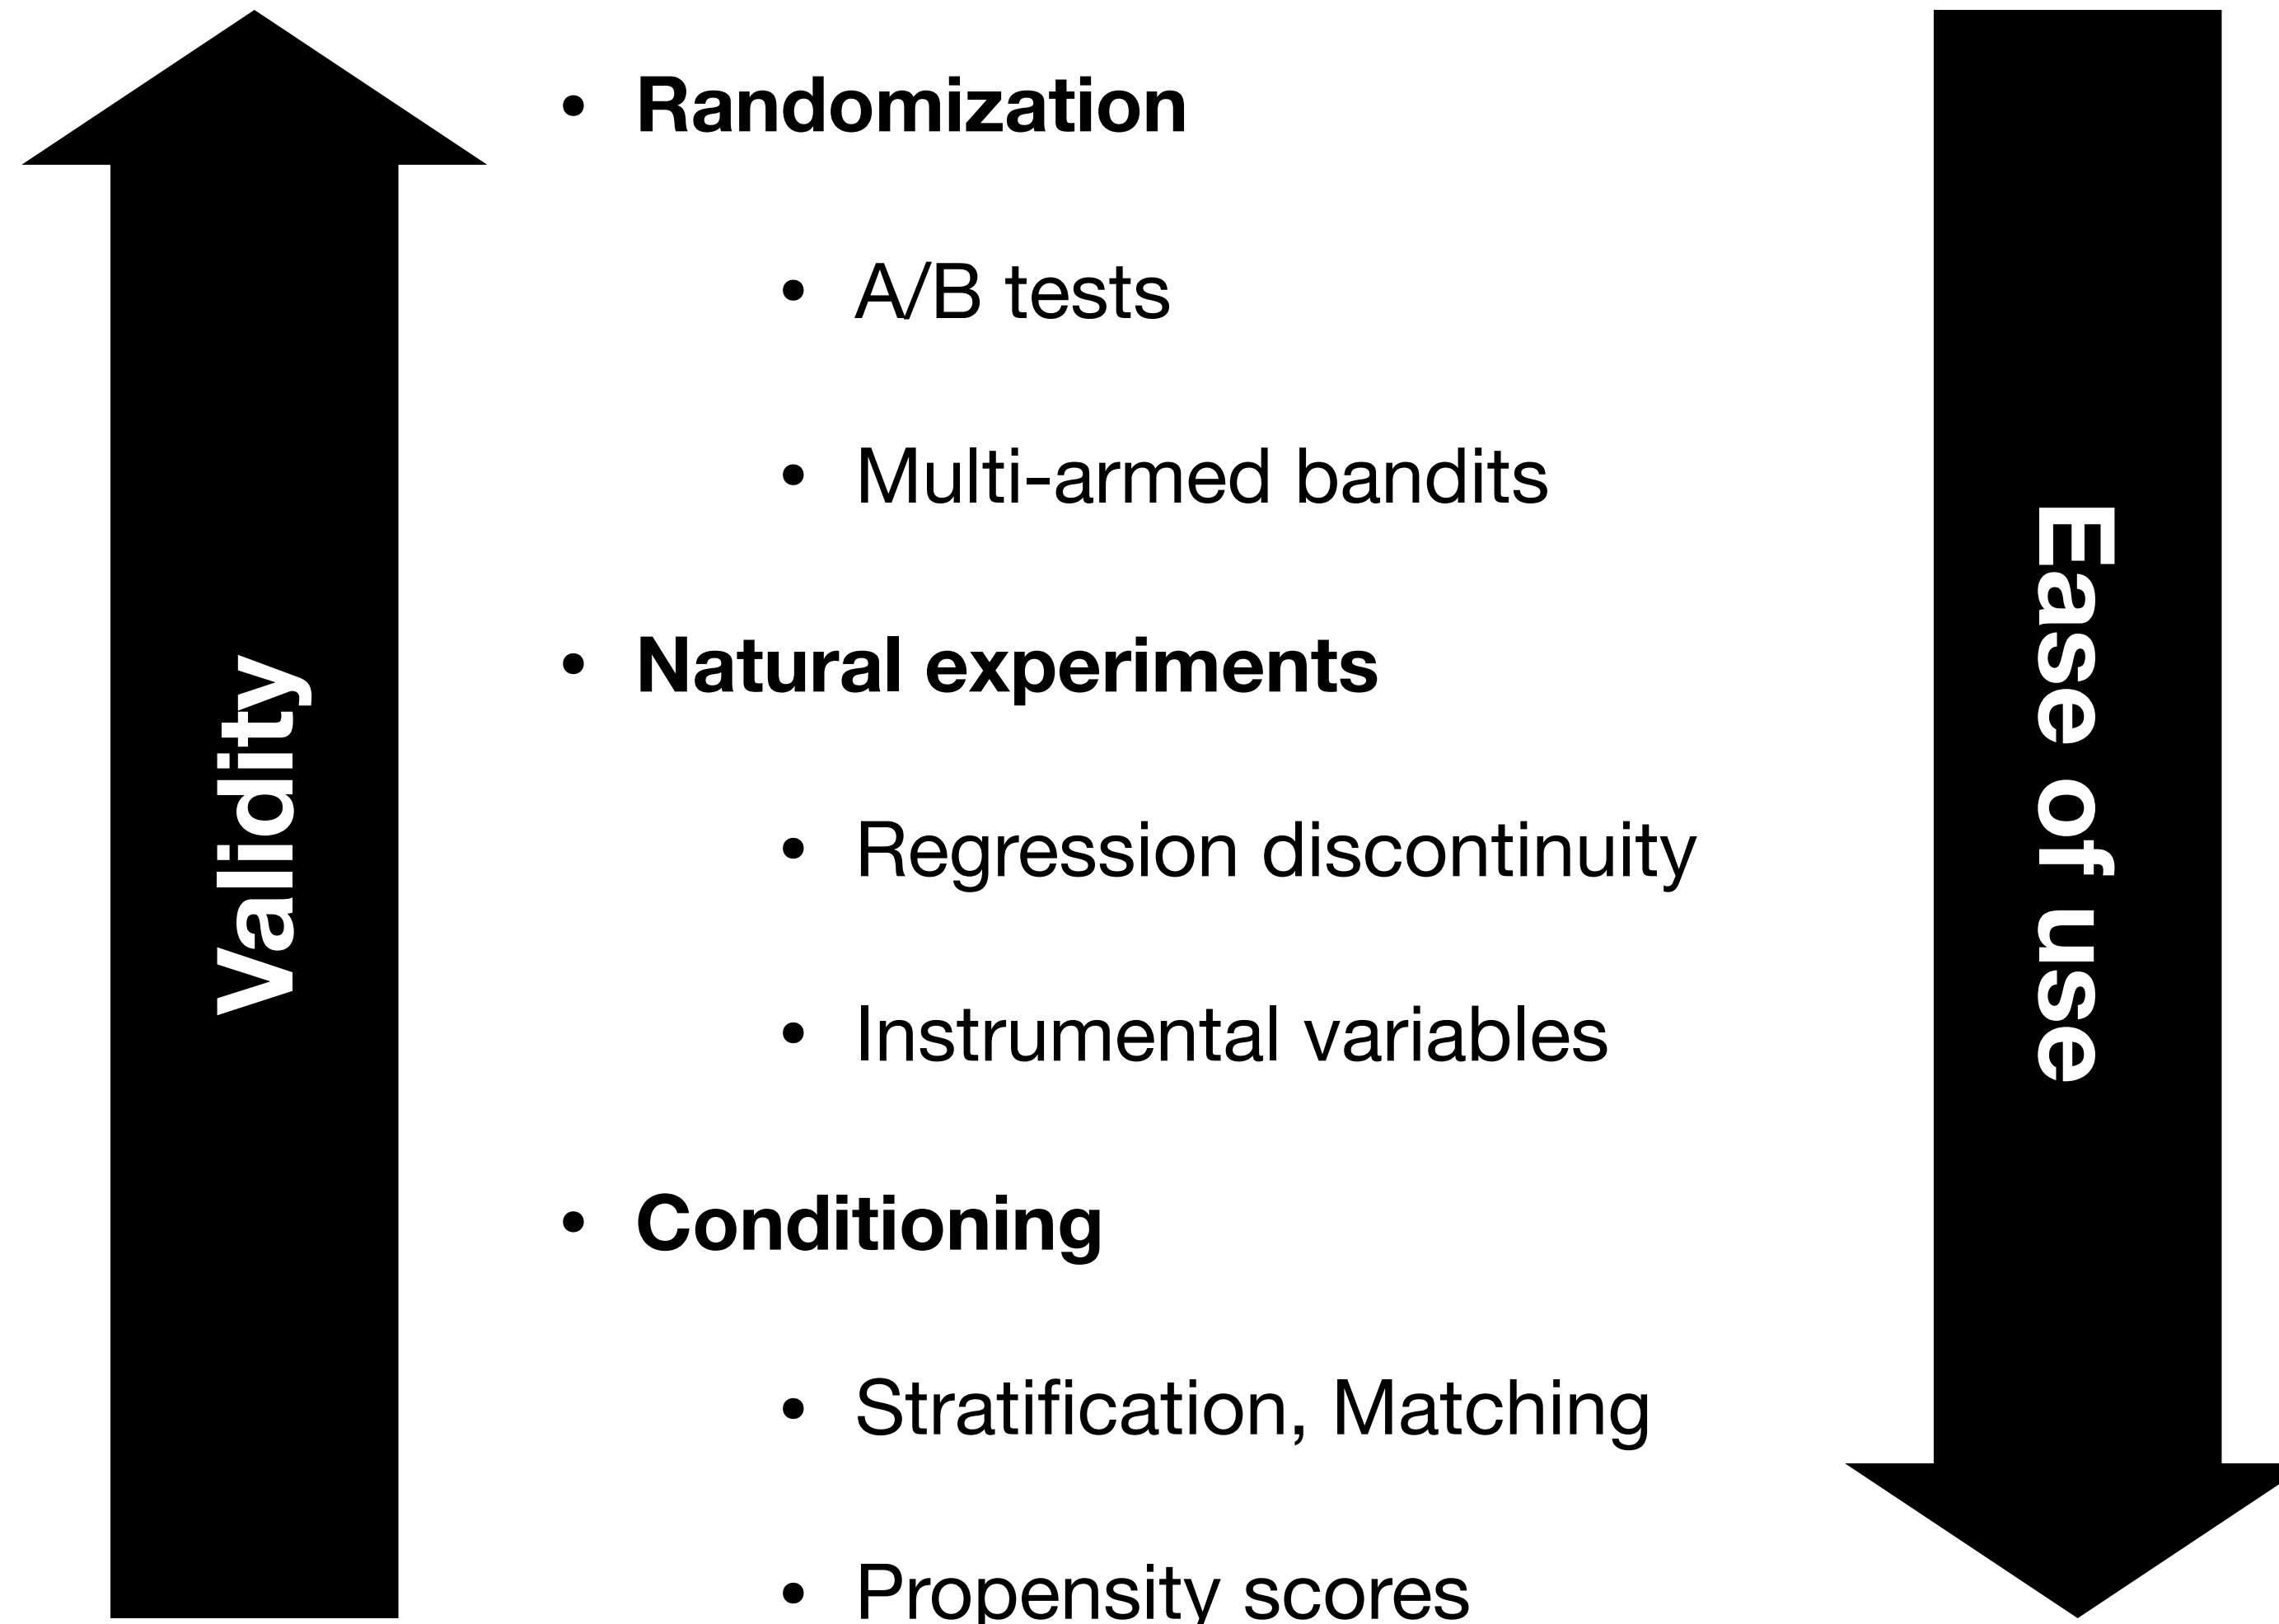 Validity
• Randomization
• A/B tests
• Multi-armed bandits
• Natural experiments
• Regression discontinuity
• Instrumental variables
• Conditioning
• Stratification, Matching
• Propensity scores
Ease of use